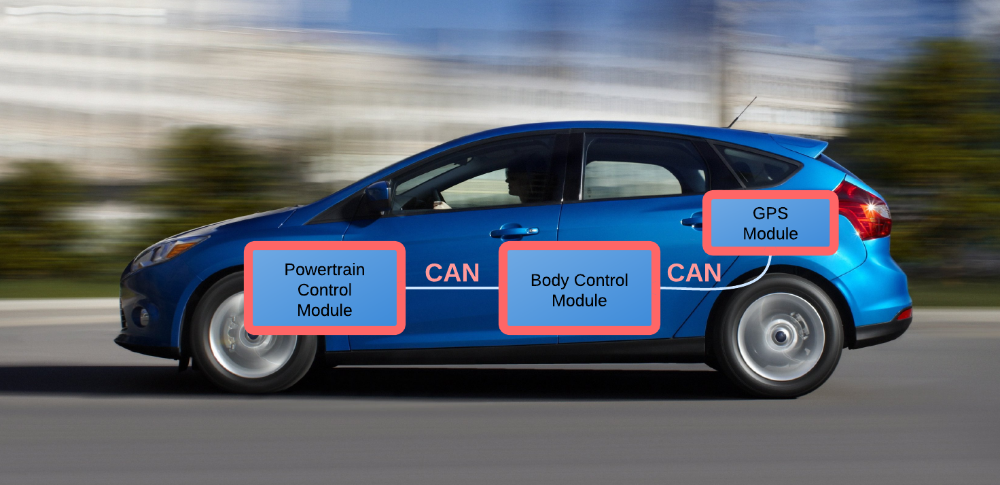 Powertrain
Control
Module
CAN
Body Control
Module
CAN
GPS
Module